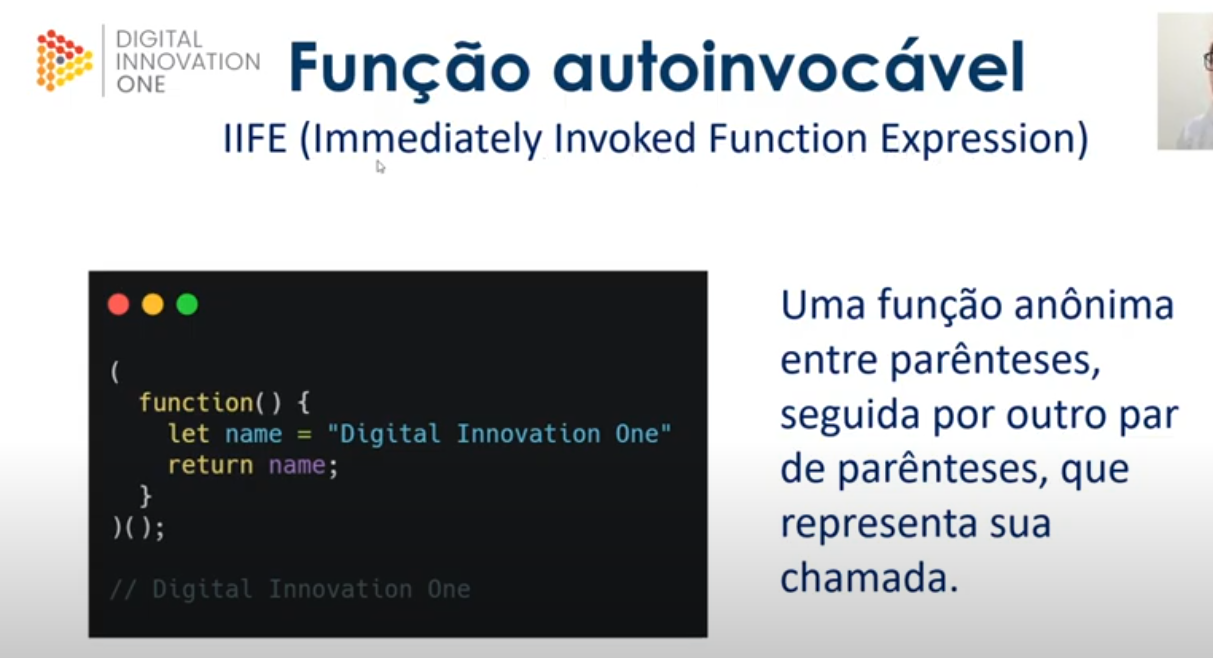 DIGITAL
INNOVATION
ONE
Função autoinvocável
IIFE (Immediately Invoked Function Expression)
(
function() {
let name = "Digital Innovation One"
return name;
}
)();
// Digital Innovation One
Uma função anônima
entre parênteses,
seguida por outro par
de parênteses, que
representa sua
chamada.